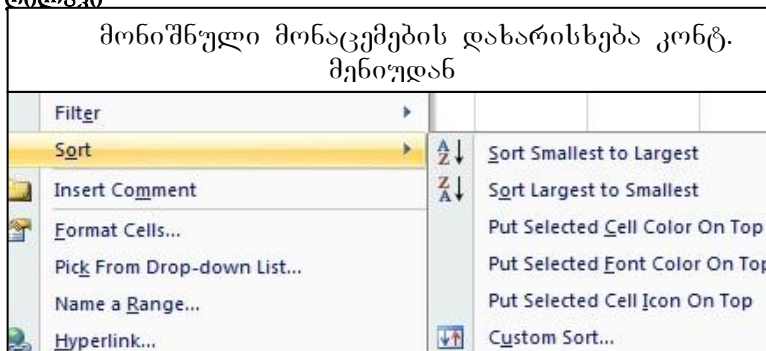 მონიშნული მონაცემების დახარისხება კონტ.
მენიუდან
Filter
Sort
Insert Comment
Format Cells...
Pick From Drop-down List...
Name a Range...
Hyperlink...
Sort Smallest to Largest
Sort Largest to Smallest
Put Selected Cell Color On Top
Put Selected Font Color On Top
Put Selected Cell Icon On Top
Custom Sort...